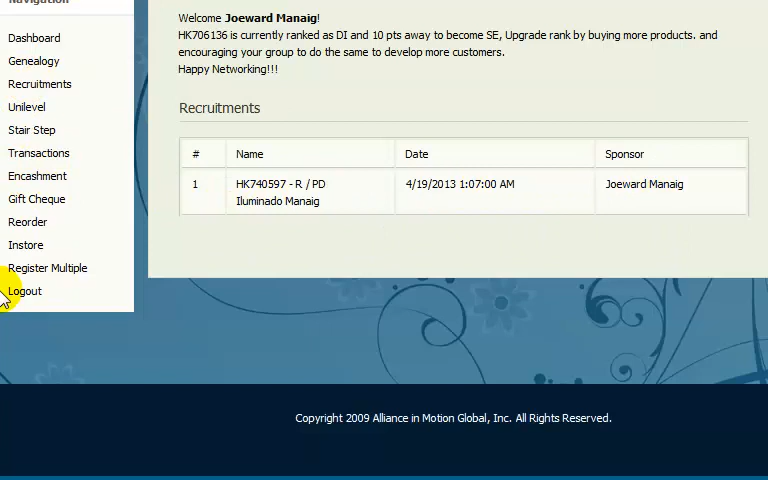 Navigation
Welcome Joeward Manaig!
HK706136 is currently ranked as DI and 10 pts away to become SE, Upgrade rank by buying more products. and
encouraging your group to do the same to develop more customers.
Happy Networking!!!
Dashboard
Genealogy
Recruitments
Unilevel
Stair Step
Transactions
Encashment
Gift Cheque
Reorder
Instore
Register Multiple
Logout
Recruitments
# Name Date Sponsor
1 HK740597 - R / PD 4/19/2013 1:07:00 AM Joeward Manaig
Iluminado Manaig
Copyright 2009 Alliance in Motion Global, Inc. All Rights Reserved.